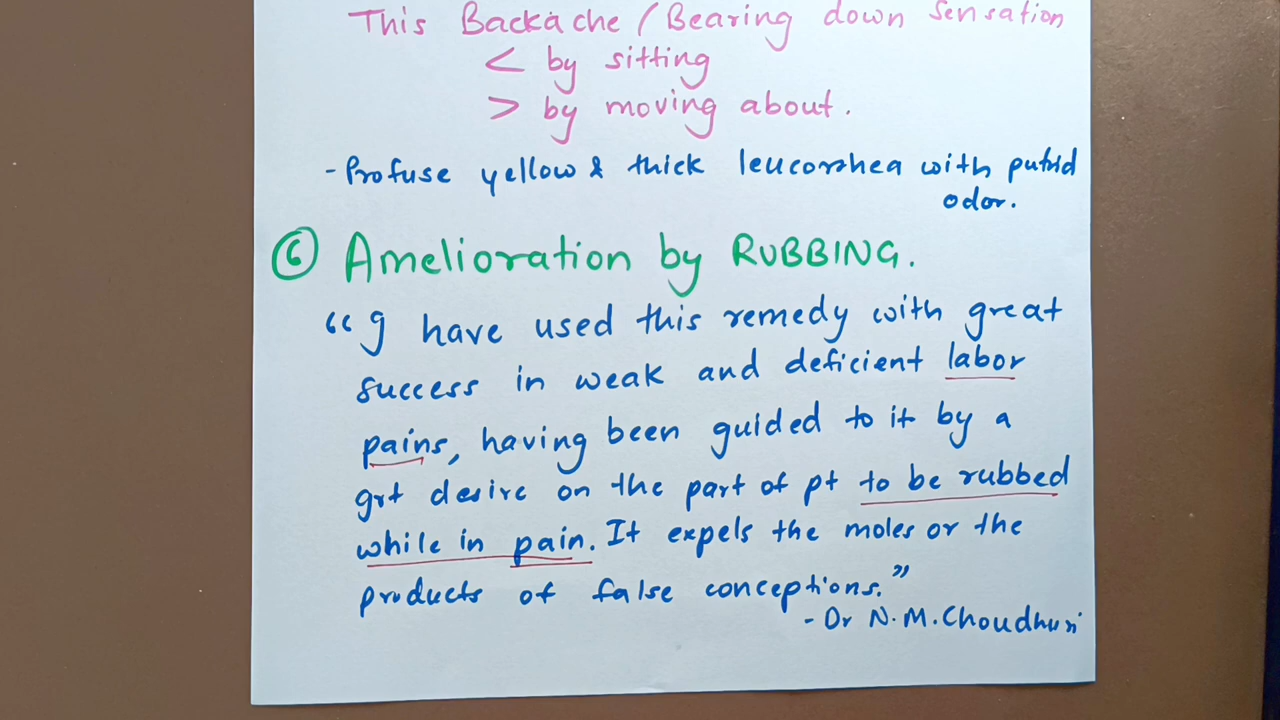 This Backache / Bearing down sensation
< by sitting
> by moving about.
- Profuse yellow & thick leucorrhea with putrid
odor.
6 Amelioration by RUBBING.
“I have used this remedy with great
success in weak and deficient labor
pains, having been guided to it by a
grt desire on the part of pt to be rubbed
while in pain. It expels the moles or the
products of false conceptions.”
- Dr N.M.Choudhuri